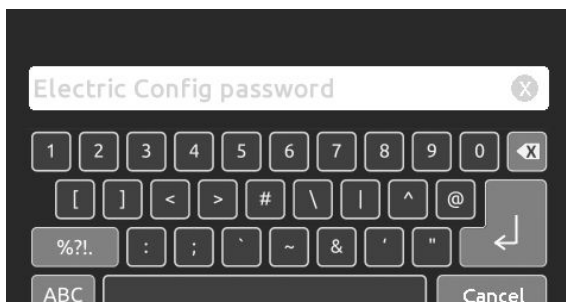 Electric Config password X
1 2 3 4 5 6 7 8 9 0 X
[ ] < > # \ | ^ @
%?!. : ; ` ~ & ' "
ABC Cancel